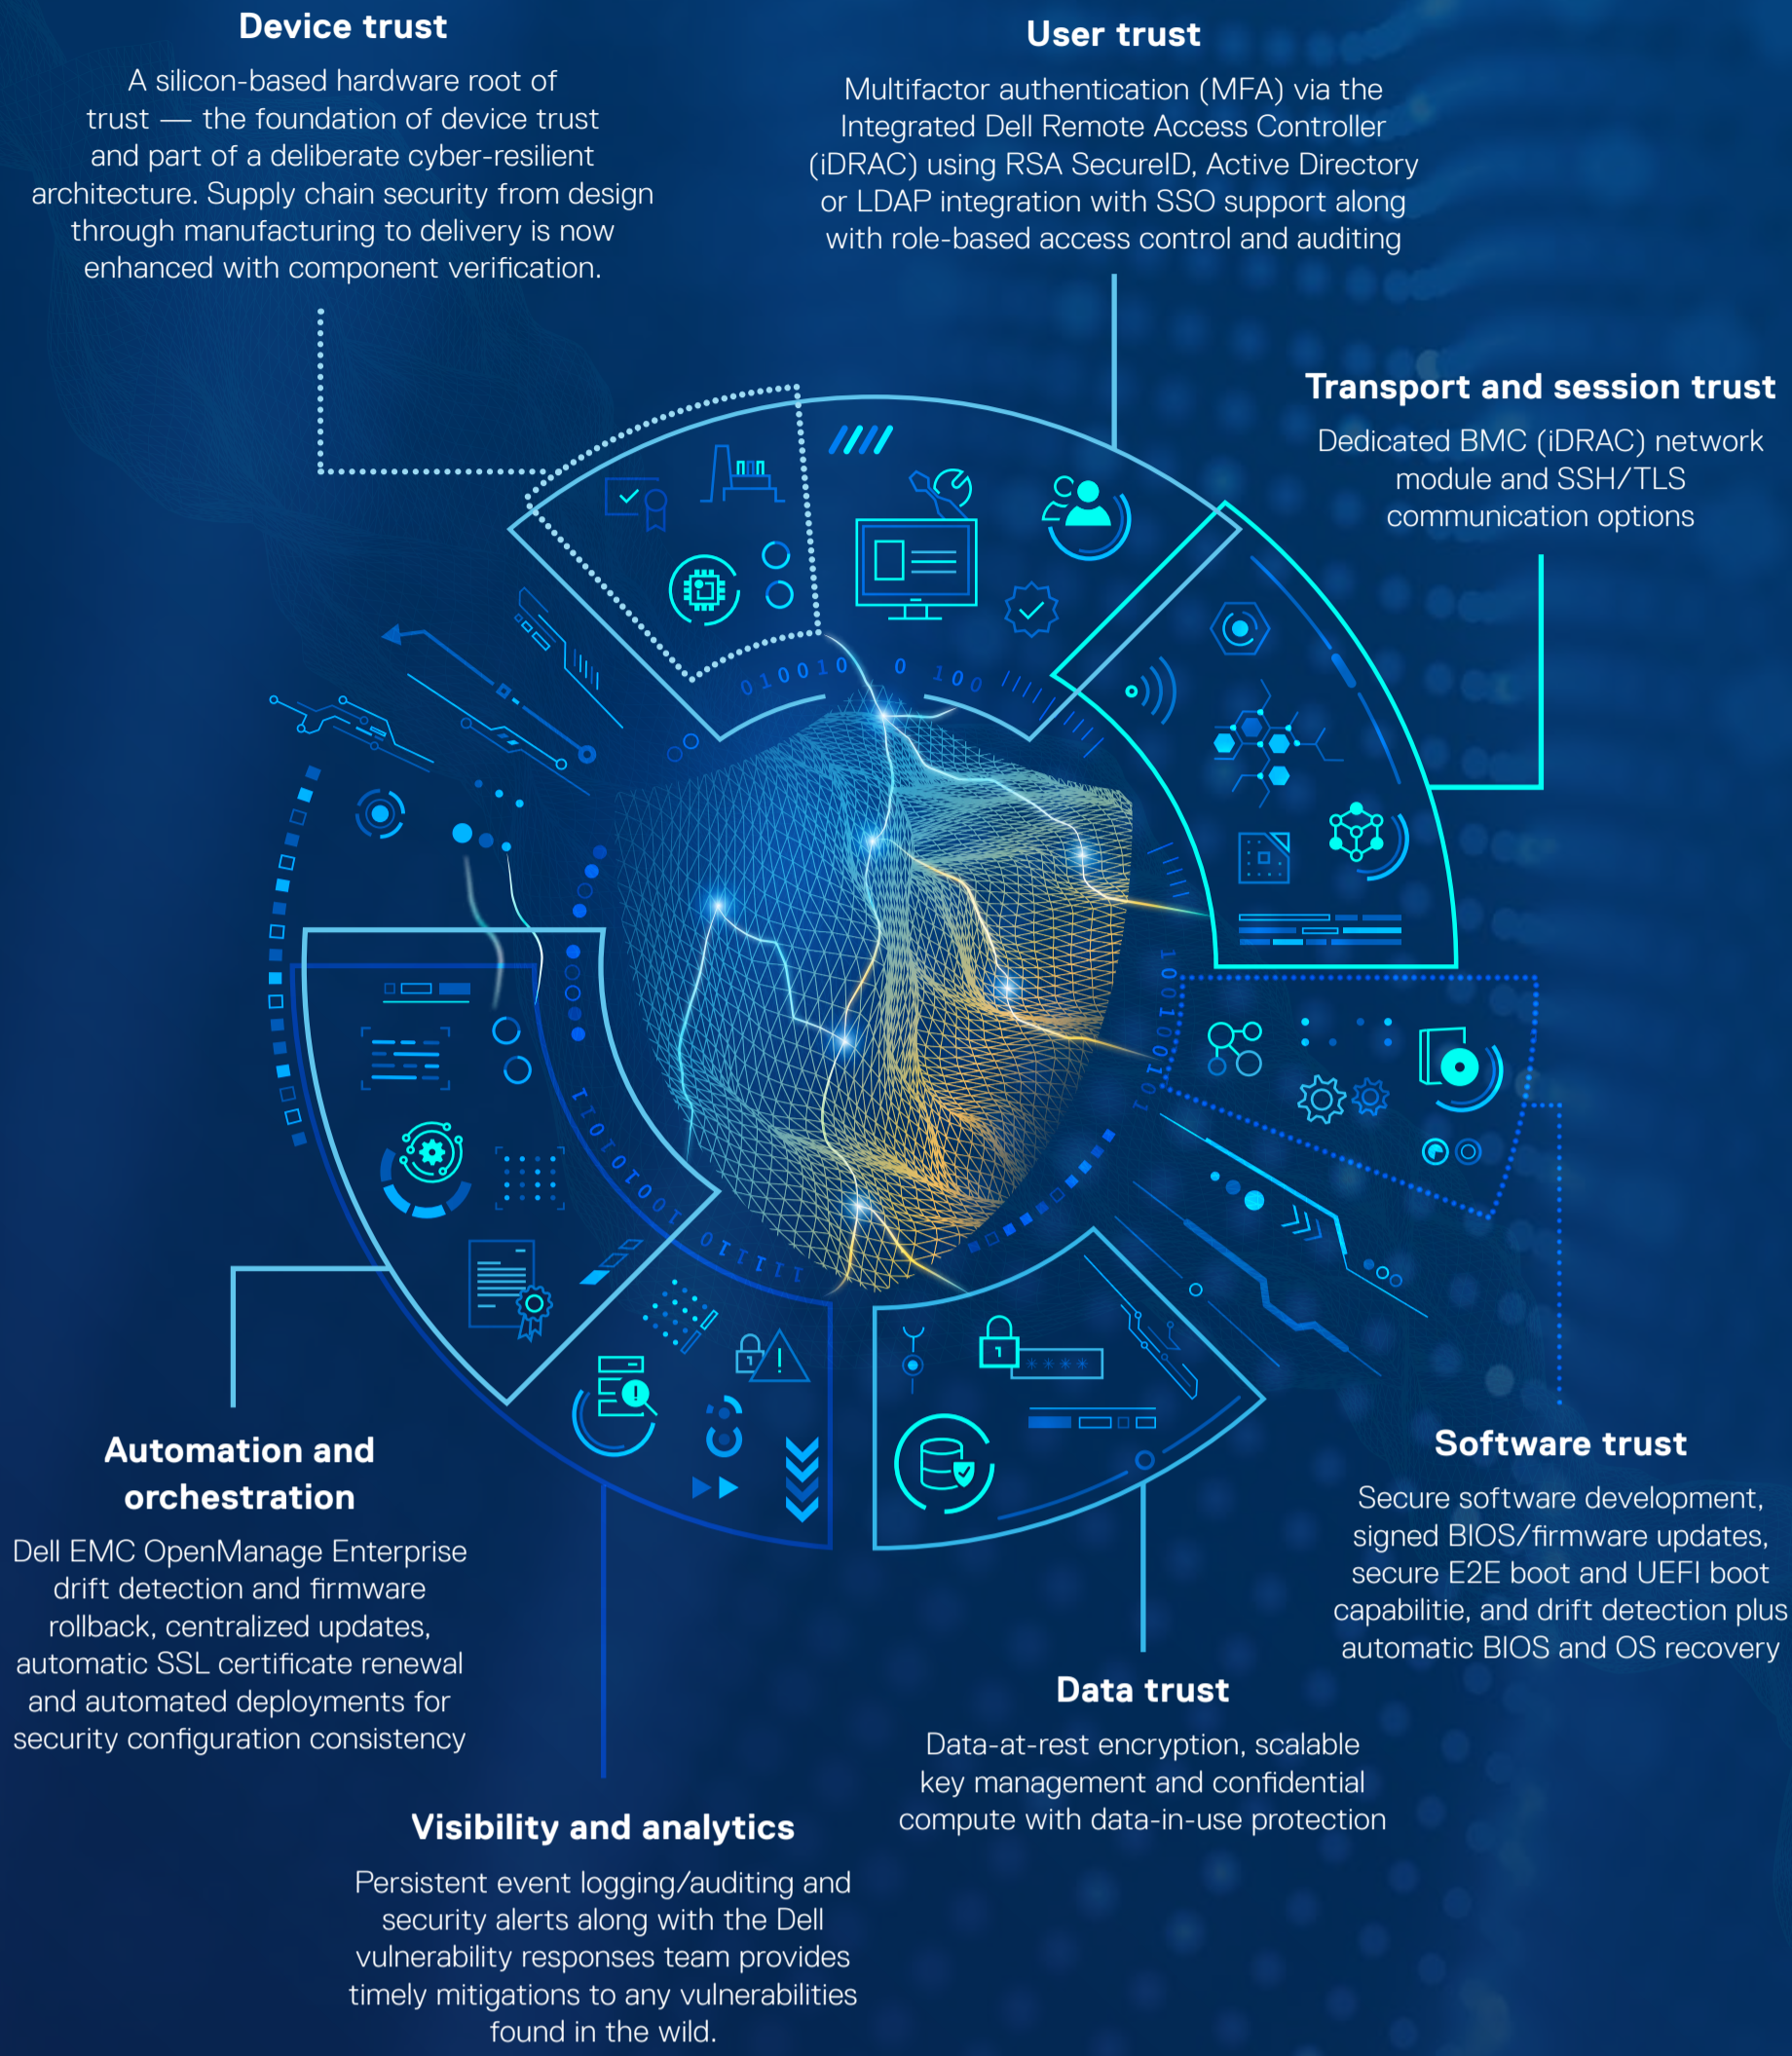 Device trust
A silicon-based hardware root of
trust — the foundation of device trust
and part of a deliberate cyber-resilient
architecture. Supply chain security from design
through manufacturing to delivery is now
enhanced with component verification.
User trust
Multifactor authentication (MFA) via the
Integrated Dell Remote Access Controller
(iDRAC) using RSA SecureID, Active Directory
or LDAP integration with SSO support along
with role-based access control and auditing
Transport and session trust
Dedicated BMC (iDRAC) network
module and SSH/TLS
communication options
010010 0 100
100100101
1101010010
011111
Software trust
Secure software development,
signed BIOS/firmware updates,
secure E2E boot and UEFI boot
capabilitie, and drift detection plus
automatic BIOS and OS recovery
Automation and
orchestration
Dell EMC OpenManage Enterprise
drift detection and firmware
rollback, centralized updates,
automatic SSL certificate renewal
and automated deployments for
security configuration consistency
Data trust
Data-at-rest encryption, scalable
key management and confidential
compute with data-in-use protection
Visibility and analytics
Persistent event logging/auditing and
security alerts along with the Dell
vulnerability responses team provides
timely mitigations to any vulnerabilities
found in the wild.